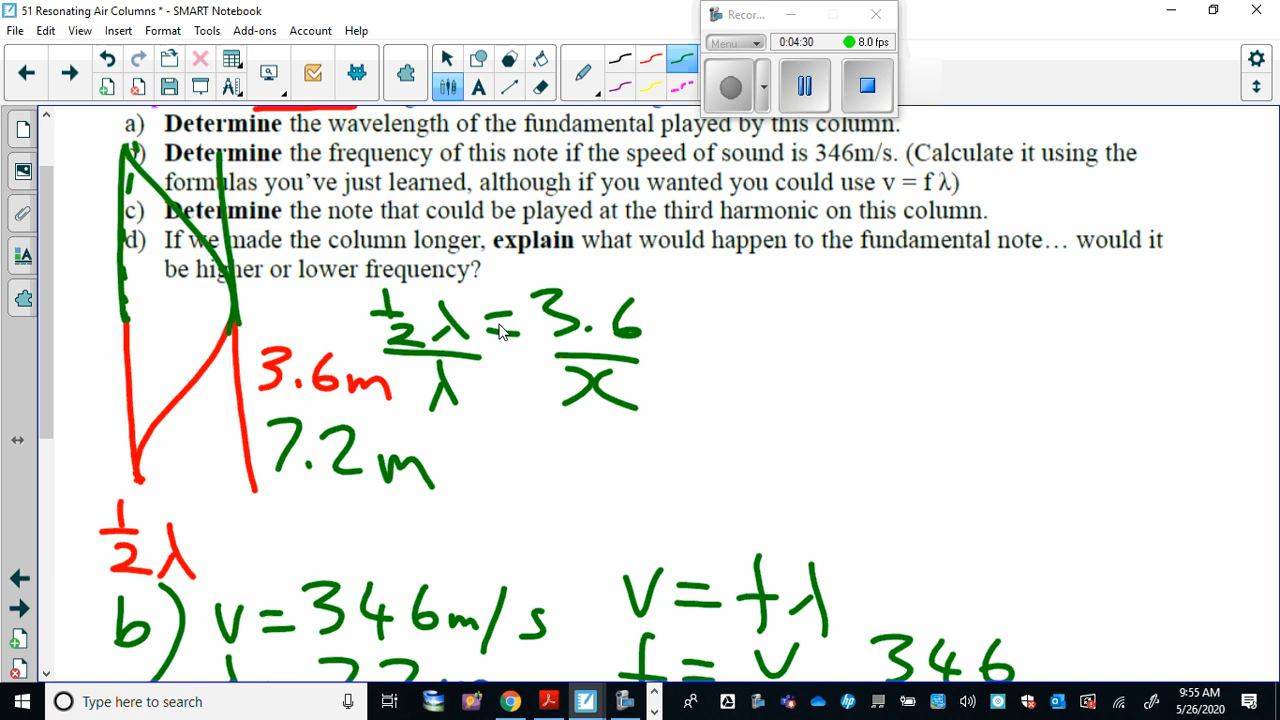 51 Resonating Air Columns * - SMART Notebook
Recor...
File Edit View Insert Format Tools Add-ons Account Help
Menu 0:04:30 8.0 fps
a) Determine the wavelength of the fundamental played by this column.
b) Determine the frequency of this note if the speed of sound is 346m/s. (Calculate it using the
formulas you've just learned, although if you wanted you could use v = f λ)
c) Determine the note that could be played at the third harmonic on this column.
d) If we made the column longer, explain what would happen to the fundamental note… would it
be higher or lower frequency?
1/2 λ = 3.6
λ x
3.6m
7.2 m
1/2 λ
b) v = 346m/s v = fλ
f = v 346
Type here to search
9:55 AM
5/26/2020